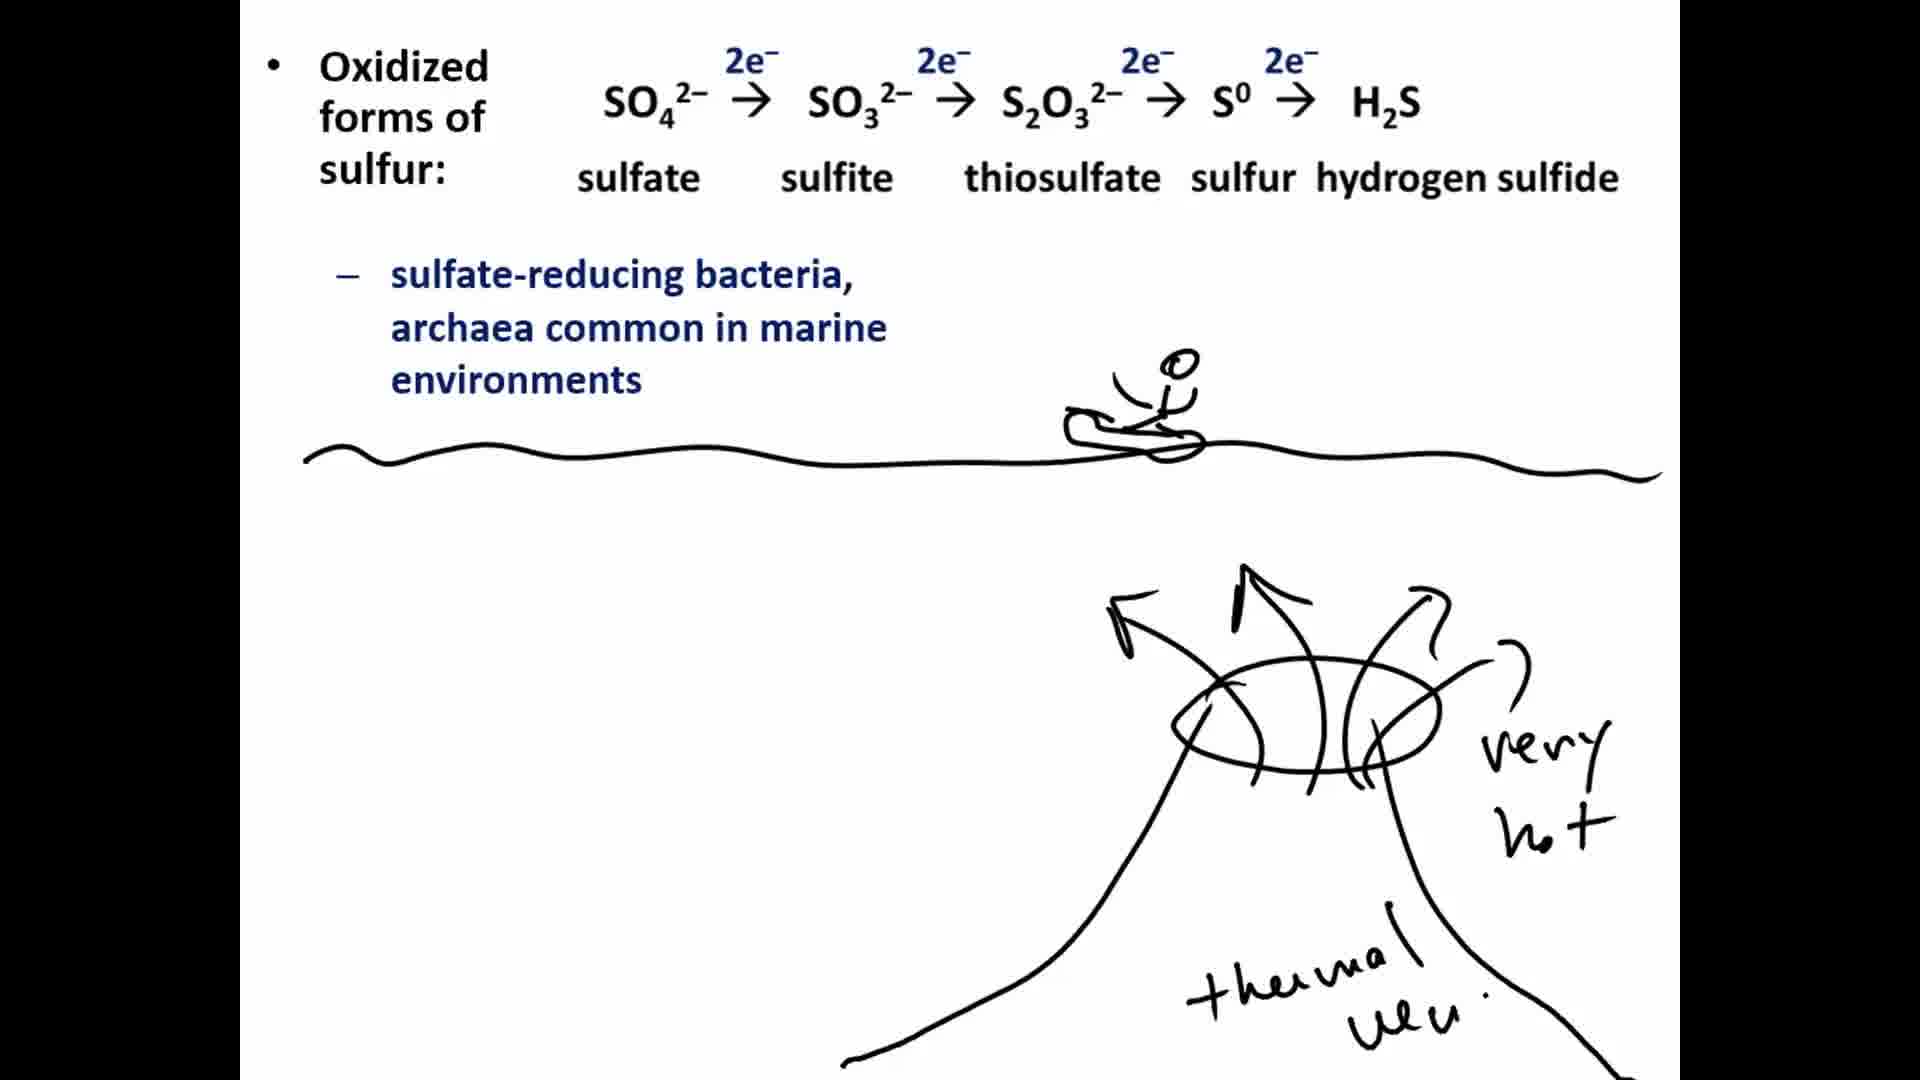 • Oxidized forms of sulfur:
2e⁻ 2e⁻ 2e⁻ 2e⁻
SO₄²⁻ → SO₃²⁻ → S₂O₃²⁻ → S⁰ → H₂S
sulfate sulfite thiosulfate sulfur hydrogen sulfide
– sulfate-reducing bacteria,
archaea common in marine
environments
very
hot
thermal
ven